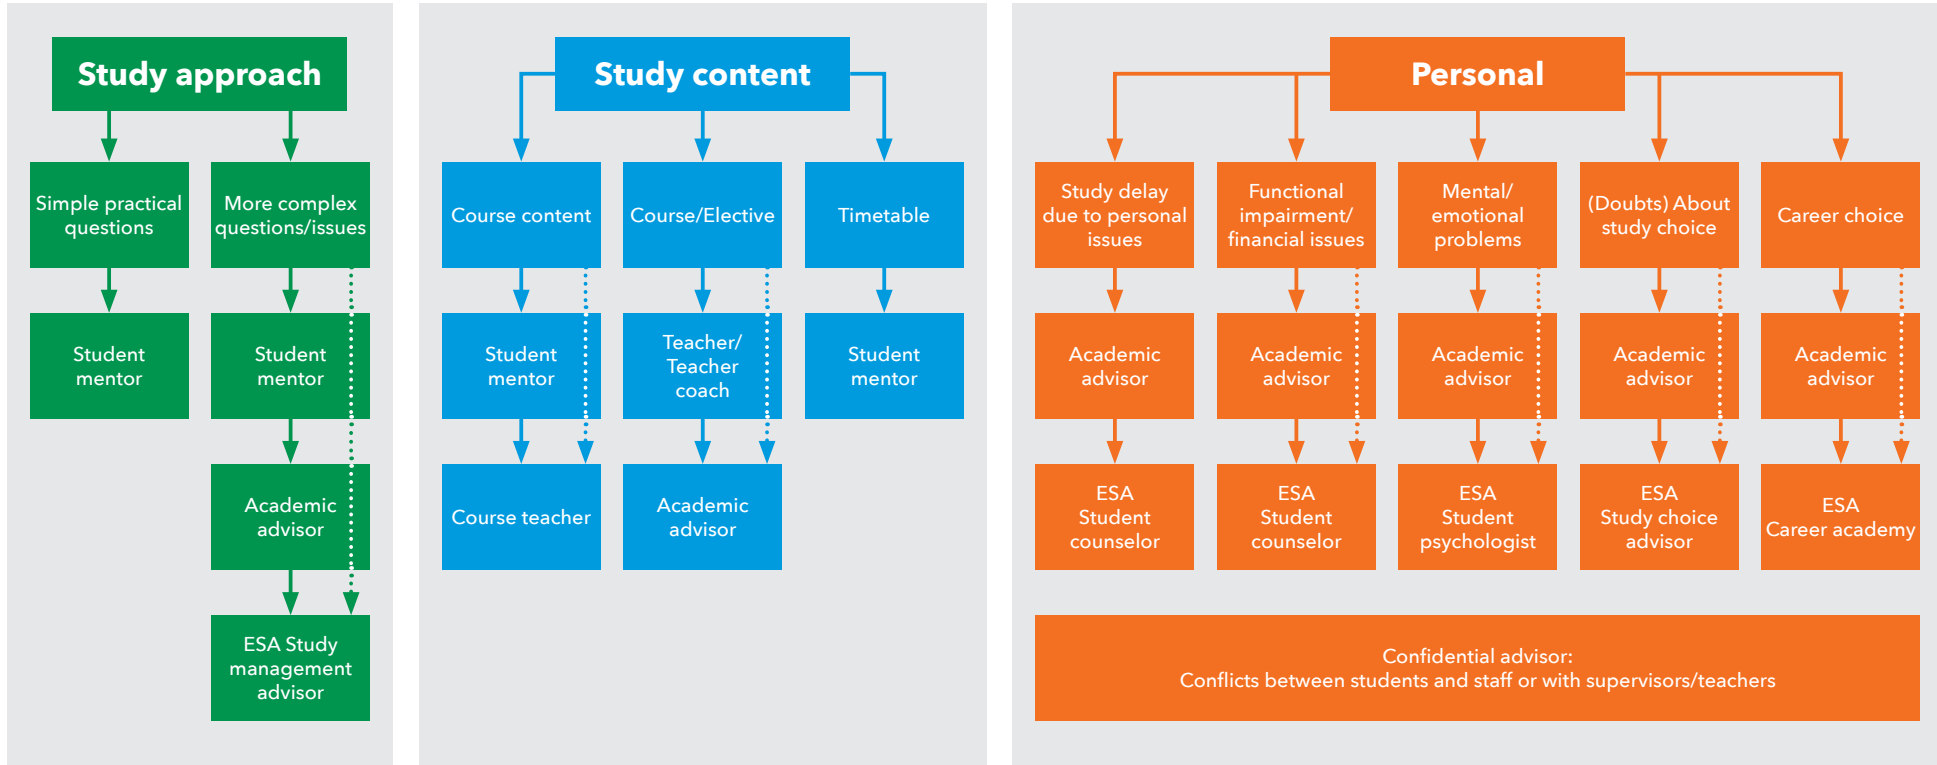 Study approach
Simple practical
questions
More complex
questions/issues
Student
mentor
Student
mentor
Academic
advisor
ESA Study
management
advisor
Study content
Course content
Course/Elective
Timetable
Student
mentor
Teacher/
Teacher
coach
Student
mentor
Course teacher
Academic
advisor
Personal
Study delay
due to personal
issues
Functional
impairment/
financial issues
Mental/
emotional
problems
(Doubts) About
study choice
Career choice
Academic
advisor
Academic
advisor
Academic
advisor
Academic
advisor
Academic
advisor
ESA
Student
counselor
ESA
Student
counselor
ESA
Student
psychologist
ESA
Study choice
advisor
ESA
Career academy
Confidential advisor:
Conflicts between students and staff or with supervisors/teachers